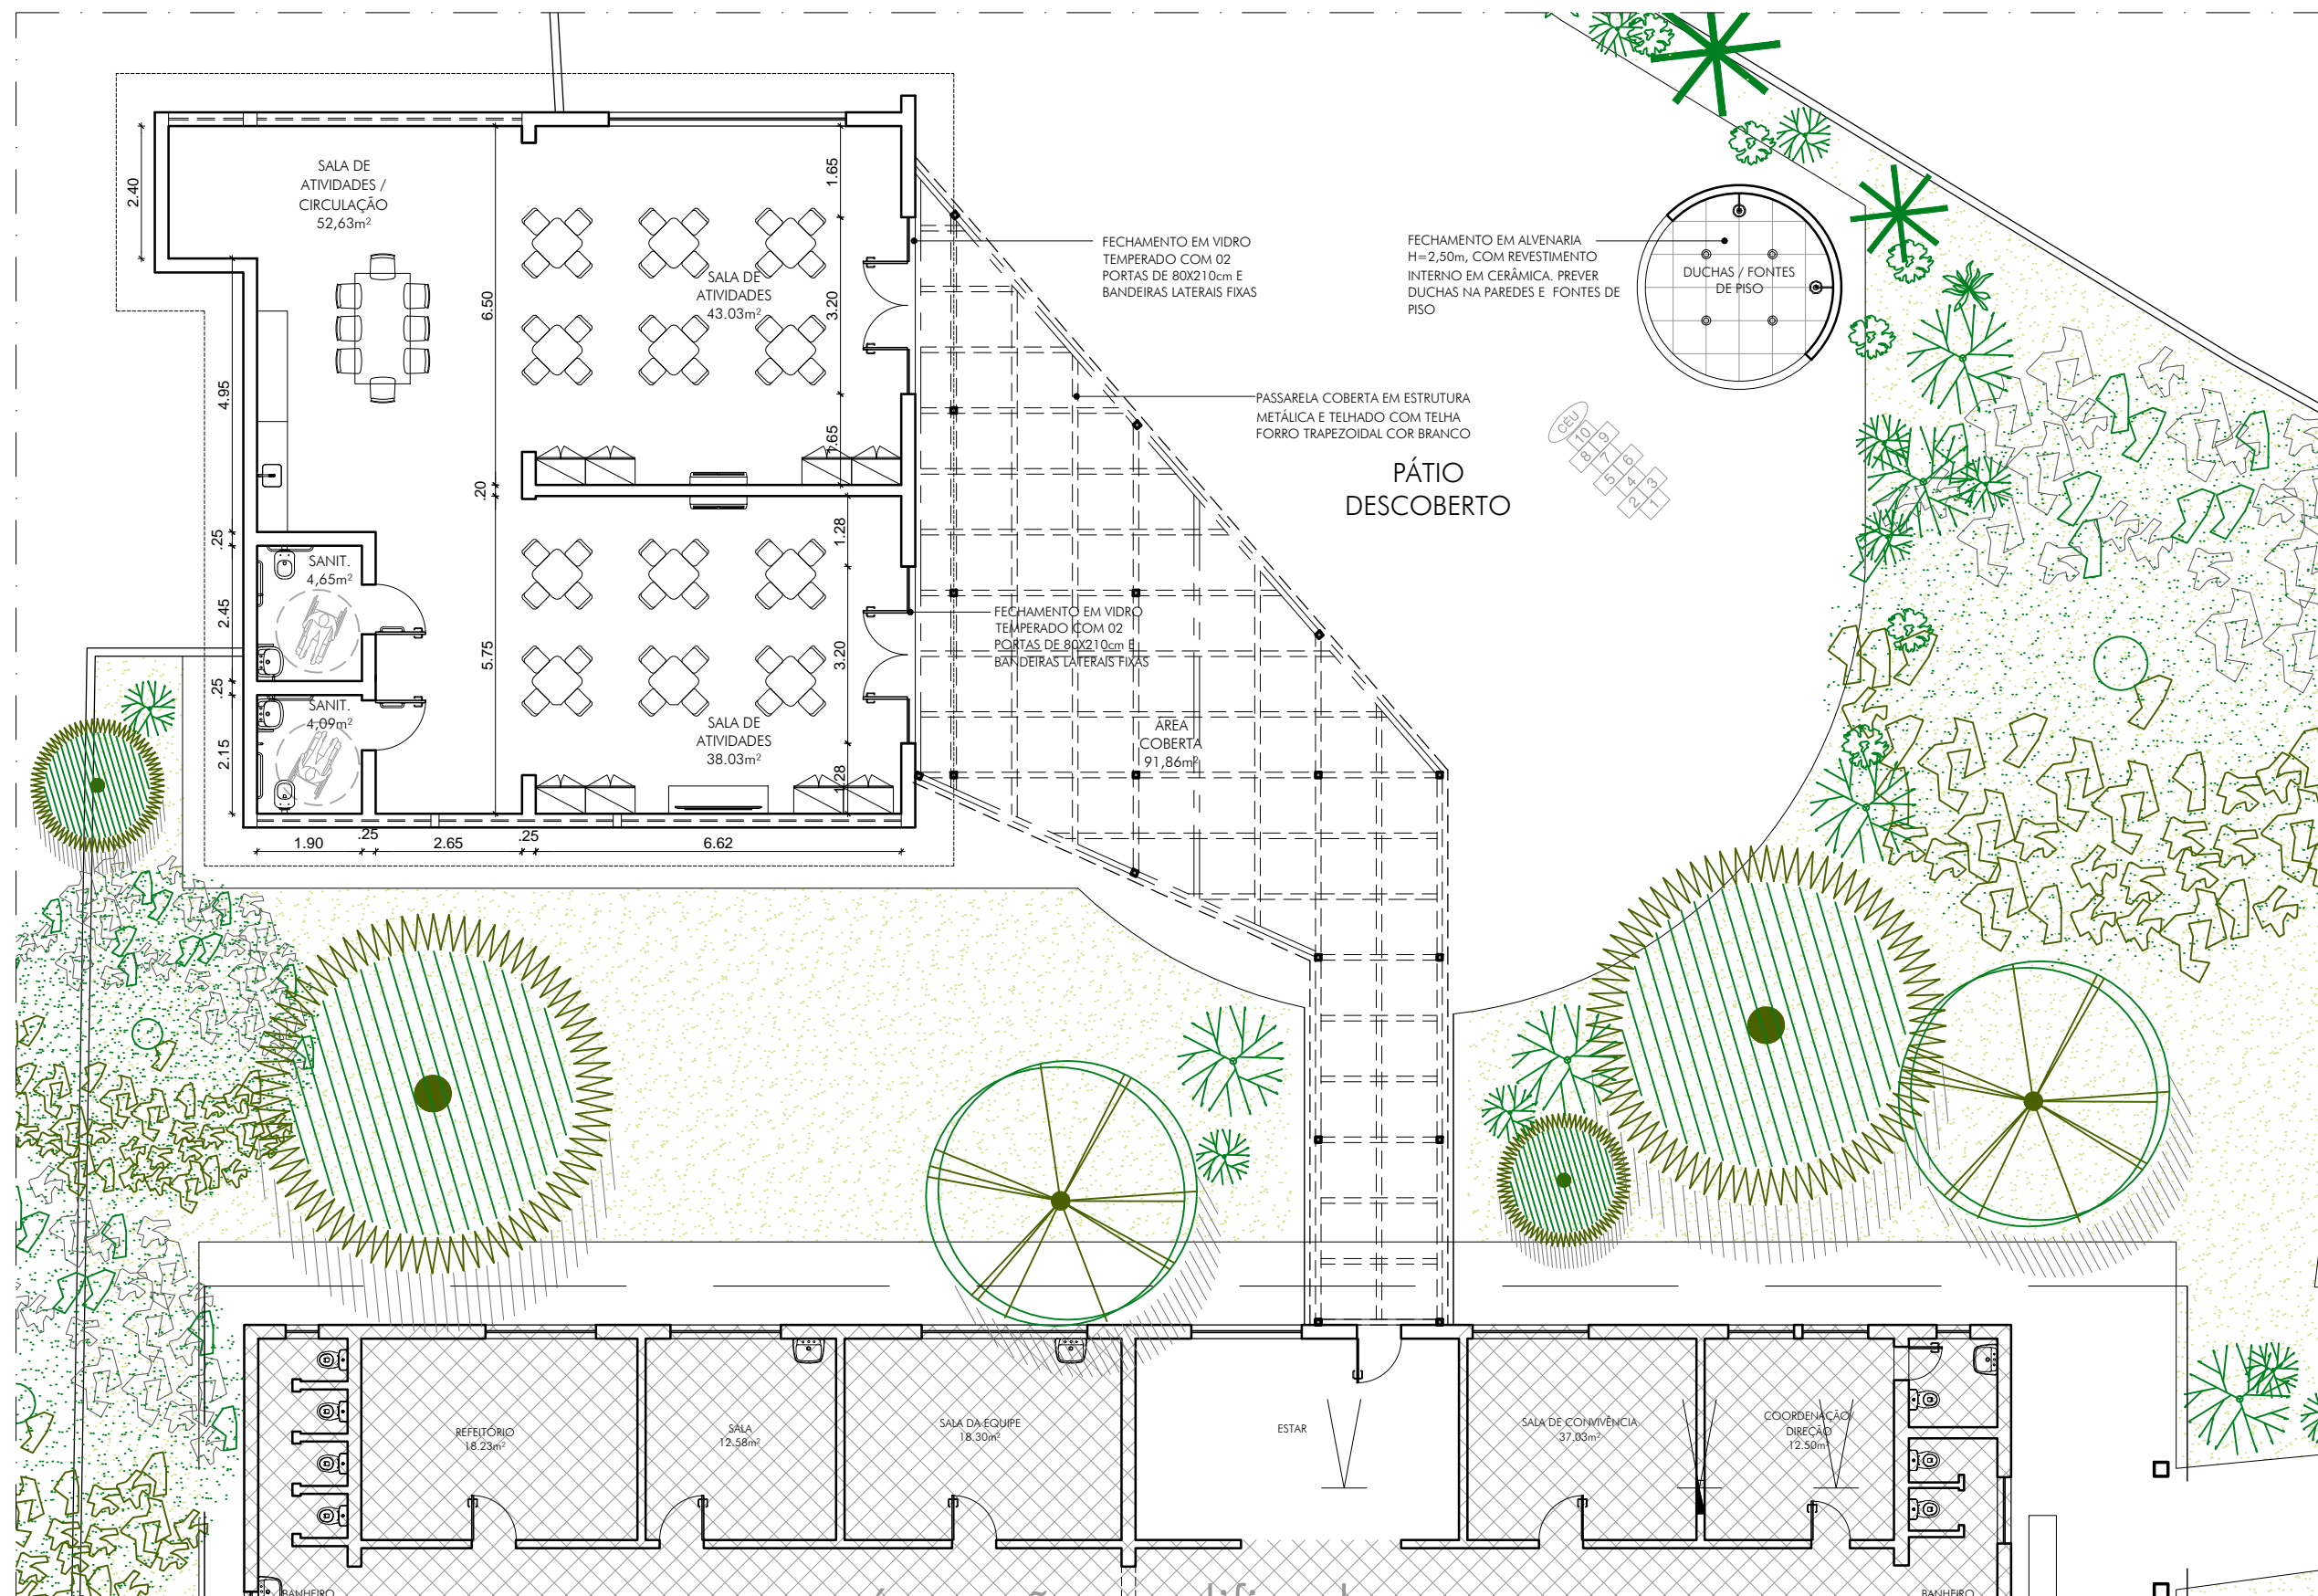 SALA DE
ATIVIDADES /
CIRCULAÇÃO
52,63m²
2.40
4.95
.25
2.45
.25
2.15
6.50
.20
5.75
1.65
3.20
1.65
1.28
3.20
1.28
SALA DE
ATIVIDADES
43.03m²
SANIT.
4,65m²
SANIT.
4,09m²
SALA DE
ATIVIDADES
38.03m²
1.90
.25
2.65
.25
6.62
FECHAMENTO EM VIDRO
TEMPERADO COM 02
PORTAS DE 80X210cm E
BANDEIRAS LATERAIS FIXAS
FECHAMENTO EM ALVENARIA
H=2,50m, COM REVESTIMENTO
INTERNO EM CERÂMICA. PREVER
DUCHAS NA PAREDES E FONTES DE
PISO
DUCHAS / FONTES
DE PISO
PASSARELA COBERTA EM ESTRUTURA
METÁLICA E TELHADO COM TELHA
FORRO TRAPEZOIDAL COR BRANCO
PÁTIO
DESCOBERTO
CÉU
10
9
8
7
6
5
4
3
2
1
FECHAMENTO EM VIDRO
TEMPERADO COM 02
PORTAS DE 80X210cm E
BANDEIRAS LATERAIS FIXAS
ÁREA
COBERTA
91,86m²
REFEITÓRIO
18.23m²
SALA
12.58m²
SALA DA EQUIPE
18.30m²
ESTAR
SALA DE CONVIVÊNCIA
37,03m²
COORDENAÇÃO/
DIREÇÃO
12.50m²
BANHEIRO
BANHEIRO